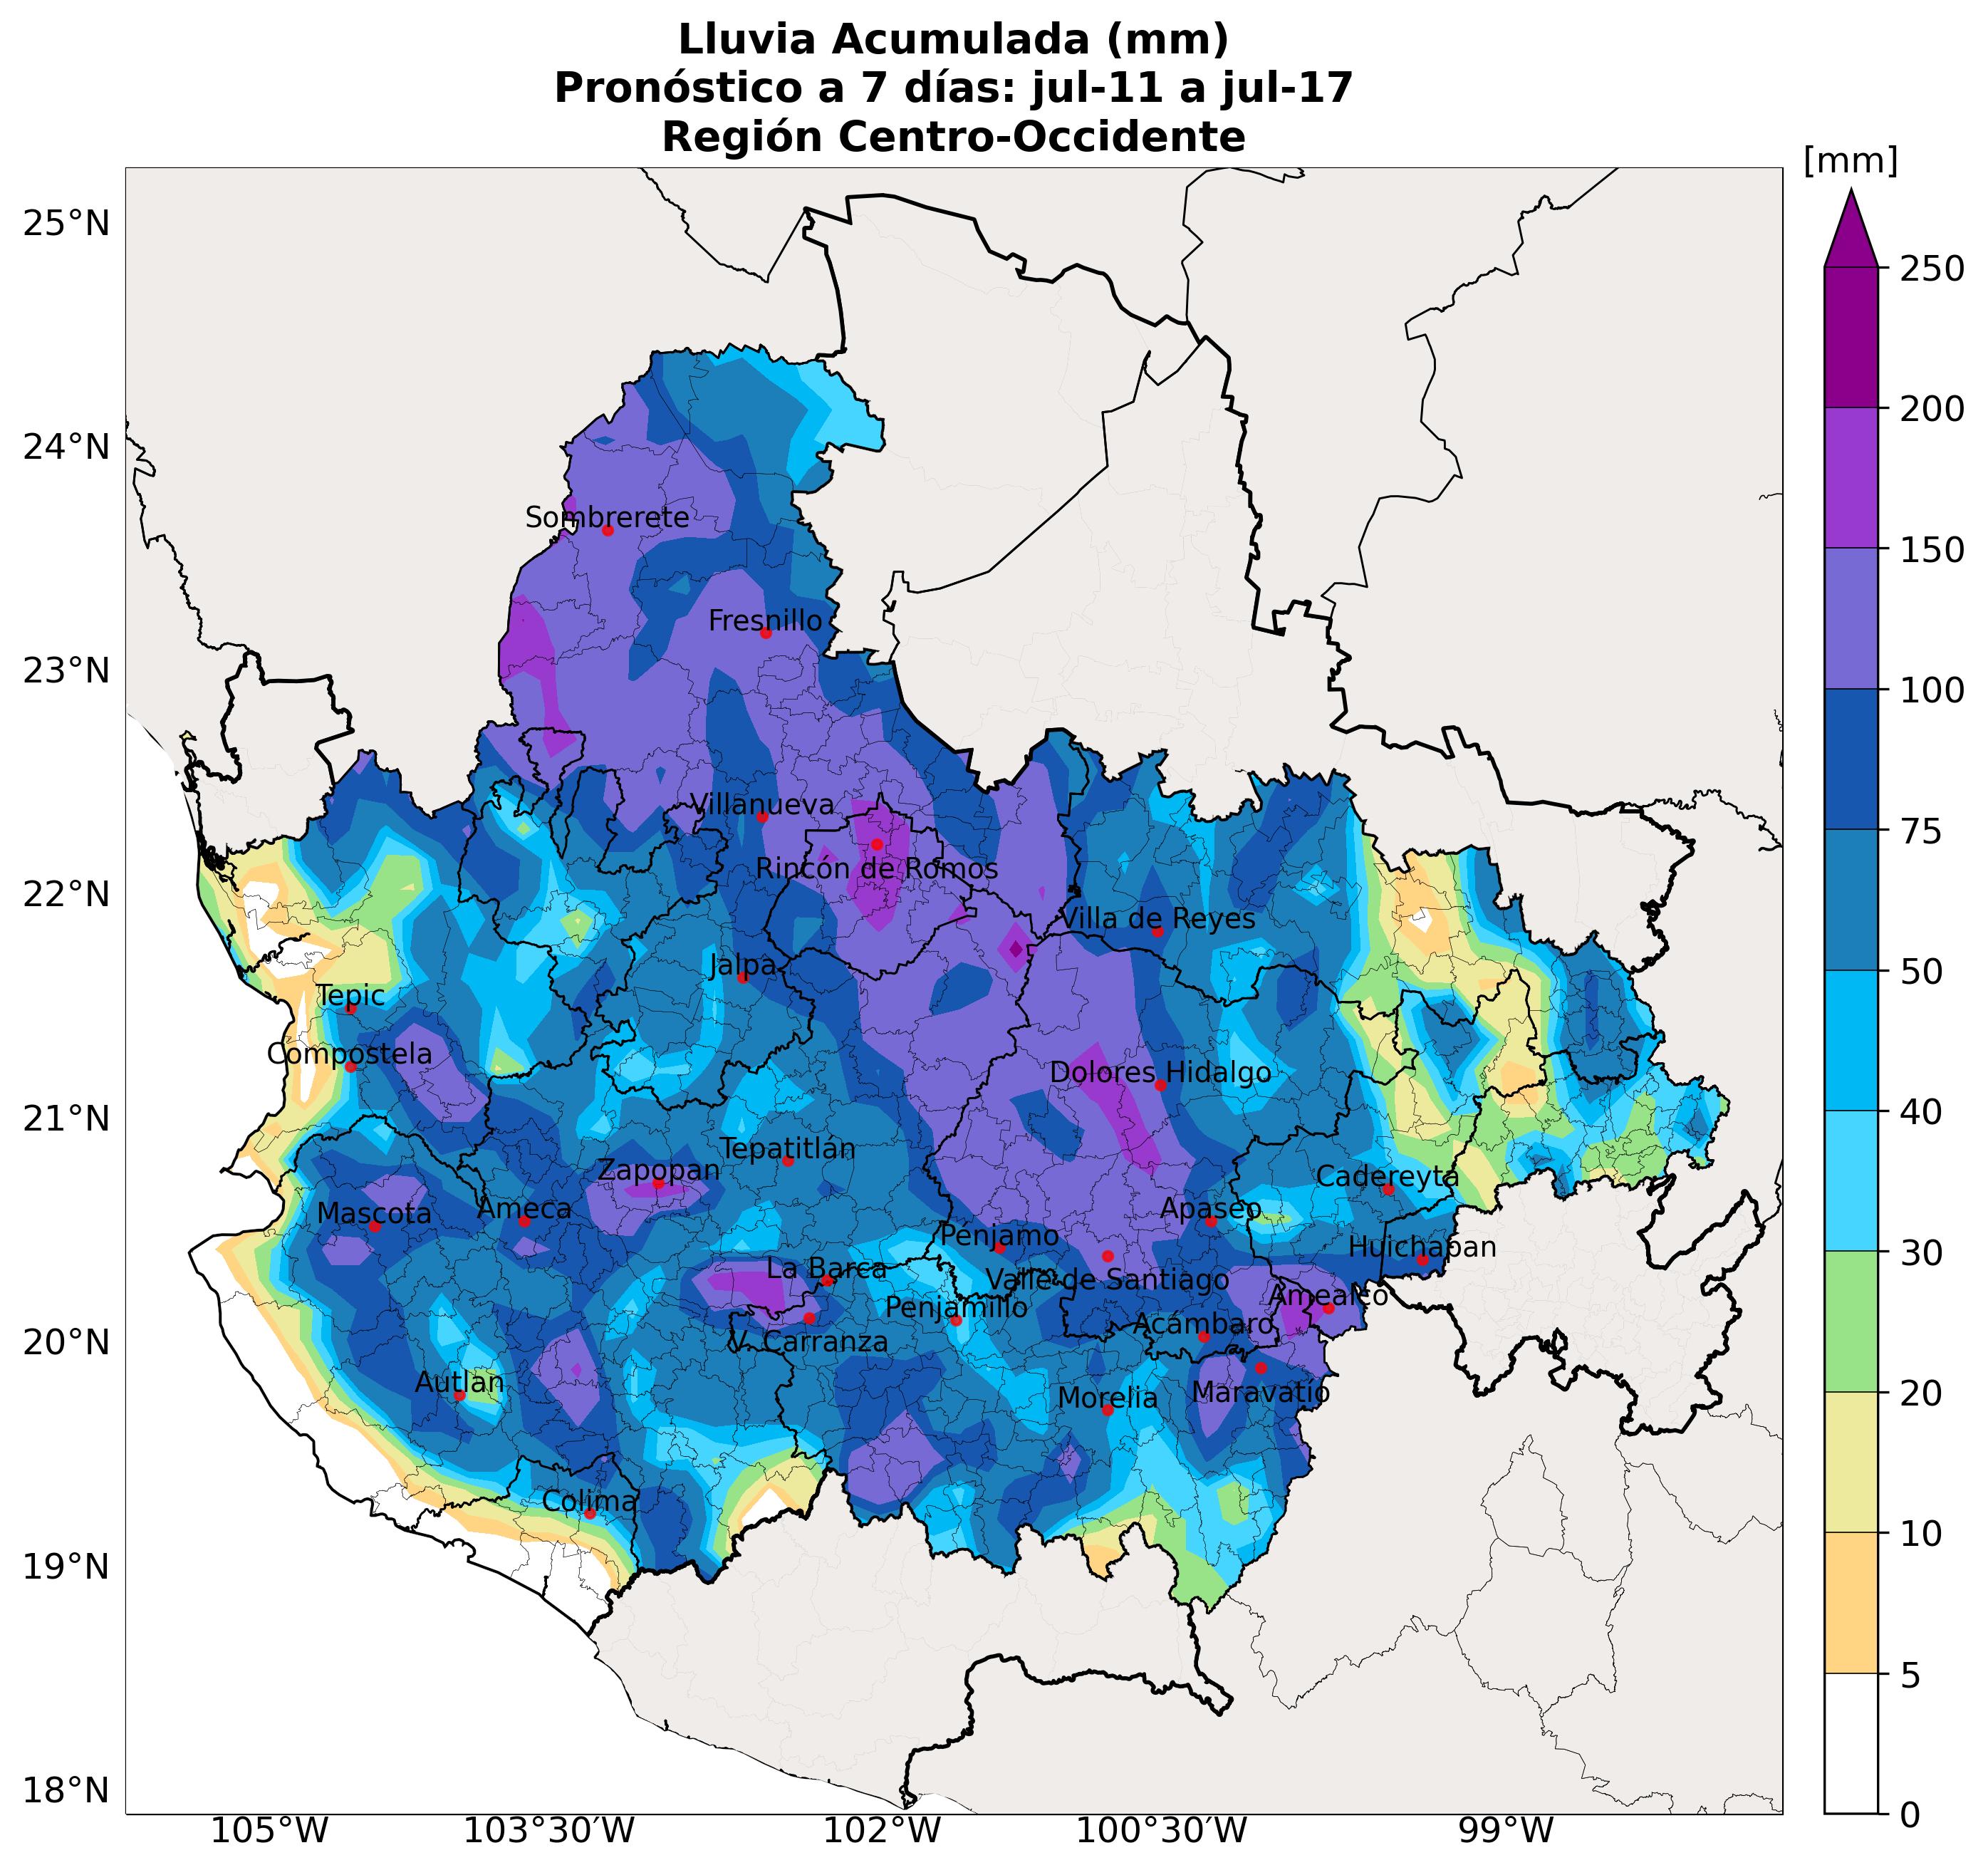 Lluvia Acumulada (mm)
Pronóstico a 7 días: jul-11 a jul-17
Región Centro-Occidente
[mm]
25°N
24°N
23°N
22°N
21°N
20°N
19°N
18°N
105°W
103°30'W
102°W
100°30'W
99°W
250
200
150
100
75
50
40
30
20
10
5
0
Sombrerete
Fresnillo
Villanueva
Rincón de Romos
Villa de Reyes
Jalpa
Tepic
Compostela
Dolores Hidalgo
Tepatitlán
Zapopan
Cadereyta
Mascota
Ameca
Apaseo
Pénjamo
Huichapan
La Barca
Valle de Santiago
Amealco
Penjamillo
Acámbaro
V. Carranza
Autlán
Morelia
Maravatío
Colima